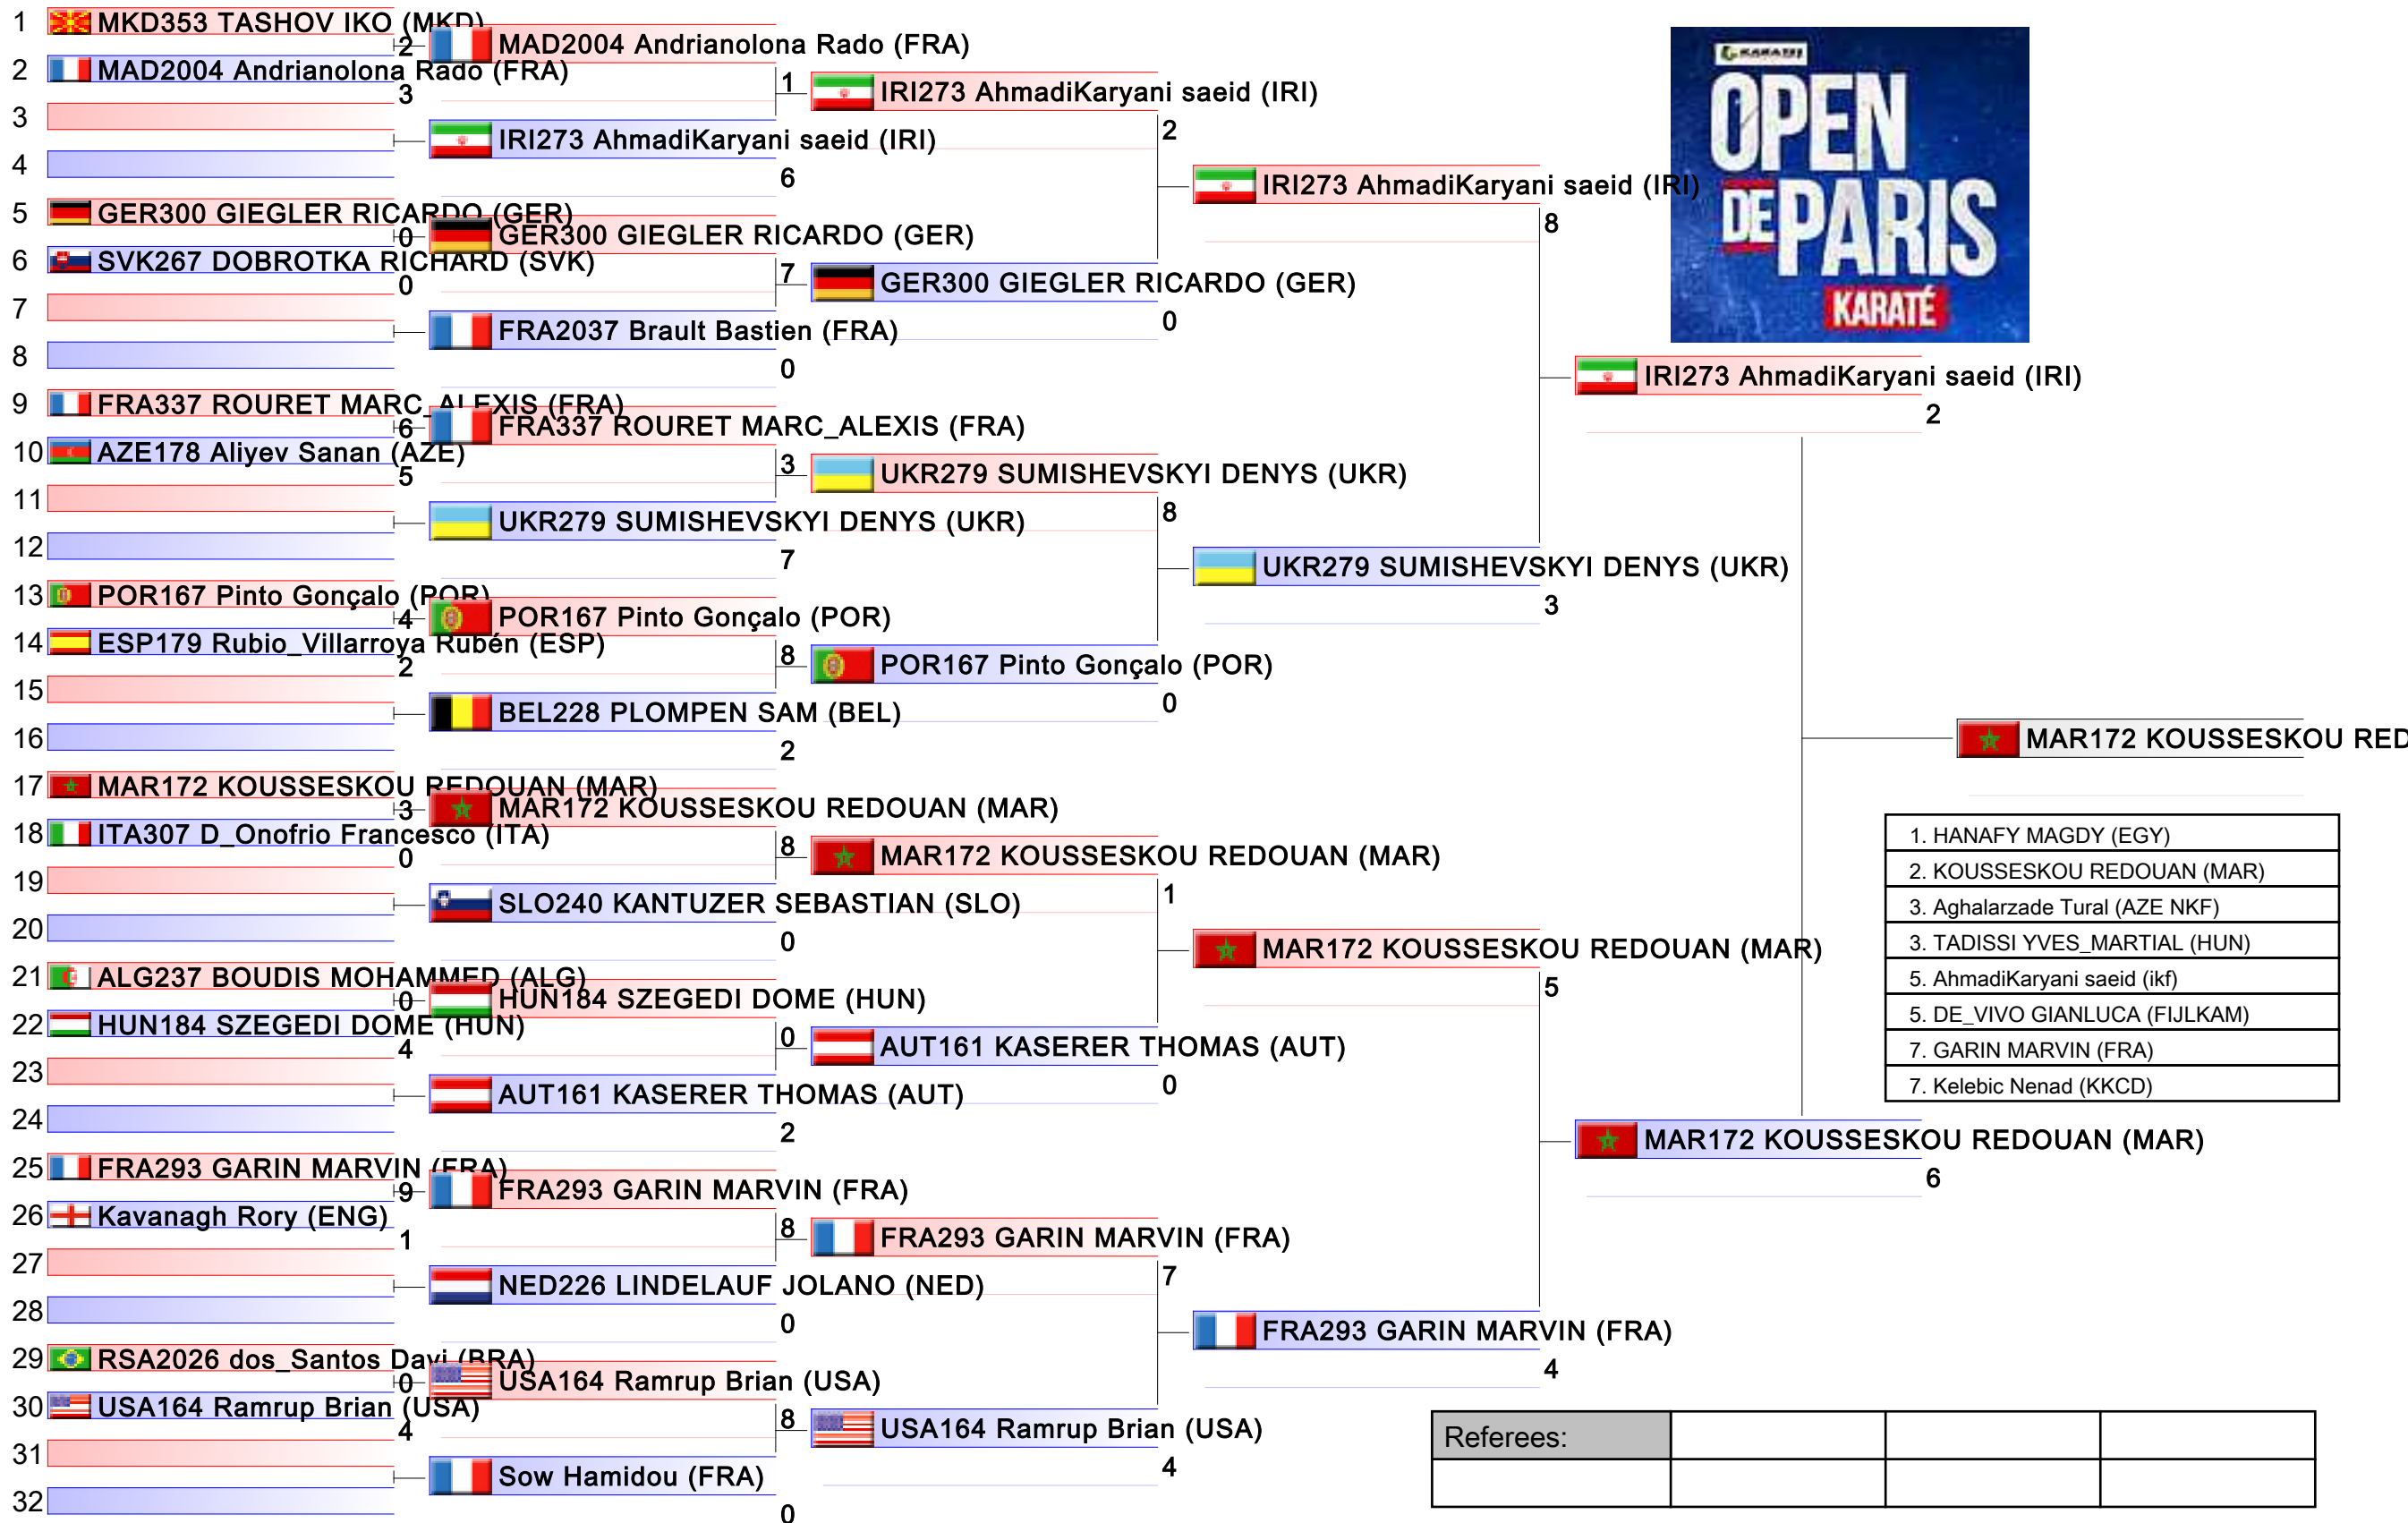 1 MKD353 TASHOV IKO (MKD)
2
2 MAD2004 Andrianolona Rado (FRA)
3
3
4
5 GER300 GIEGLER RICARDO (GER)
0
6 SVK267 DOBROTKA RICHARD (SVK)
0
7
8
9 FRA337 ROURET MARC_ALEXIS (FRA)
6
10 AZE178 Aliyev Sanan (AZE)
5
11
12
13 POR167 Pinto Gonçalo (POR)
4
14 ESP179 Rubio_Villarroya Rubén (ESP)
2
15
16
17 MAR172 KOUSSESKOU REDOUAN (MAR)
3
18 ITA307 D_Onofrio Francesco (ITA)
0
19
20
21 ALG237 BOUDIS MOHAMMED (ALG)
0
22 HUN184 SZEGEDI DOME (HUN)
4
23
24
25 FRA293 GARIN MARVIN (FRA)
9
26 Kavanagh Rory (ENG)
1
27
28
29 RSA2026 dos_Santos Davi (BRA)
0
30 USA164 Ramrup Brian (USA)
4
31
32
MAD2004 Andrianolona Rado (FRA)
1
IRI273 AhmadiKaryani saeid (IRI)
6
GER300 GIEGLER RICARDO (GER)
7
FRA2037 Brault Bastien (FRA)
0
FRA337 ROURET MARC_ALEXIS (FRA)
3
UKR279 SUMISHEVSKYI DENYS (UKR)
7
POR167 Pinto Gonçalo (POR)
8
BEL228 PLOMPEN SAM (BEL)
2
MAR172 KOUSSESKOU REDOUAN (MAR)
8
SLO240 KANTUZER SEBASTIAN (SLO)
0
HUN184 SZEGEDI DOME (HUN)
0
AUT161 KASERER THOMAS (AUT)
2
FRA293 GARIN MARVIN (FRA)
8
NED226 LINDELAUF JOLANO (NED)
0
USA164 Ramrup Brian (USA)
8
Sow Hamidou (FRA)
0
IRI273 AhmadiKaryani saeid (IRI)
2
GER300 GIEGLER RICARDO (GER)
0
UKR279 SUMISHEVSKYI DENYS (UKR)
8
POR167 Pinto Gonçalo (POR)
0
MAR172 KOUSSESKOU REDOUAN (MAR)
1
AUT161 KASERER THOMAS (AUT)
0
FRA293 GARIN MARVIN (FRA)
7
USA164 Ramrup Brian (USA)
4
IRI273 AhmadiKaryani saeid (IRI)
8
UKR279 SUMISHEVSKYI DENYS (UKR)
3
MAR172 KOUSSESKOU REDOUAN (MAR)
5
FRA293 GARIN MARVIN (FRA)
4
KARATE1
OPEN
DE PARIS
KARATÉ
IRI273 AhmadiKaryani saeid (IRI)
2
MAR172 KOUSSESKOU REDOUAN (MAR)
6
MAR172 KOUSSESKOU RED
1. HANAFY MAGDY (EGY)
2. KOUSSESKOU REDOUAN (MAR)
3. Aghalarzade Tural (AZE NKF)
3. TADISSI YVES_MARTIAL (HUN)
5. AhmadiKaryani saeid (ikf)
5. DE_VIVO GIANLUCA (FIJLKAM)
7. GARIN MARVIN (FRA)
7. Kelebic Nenad (KKCD)
Referees: